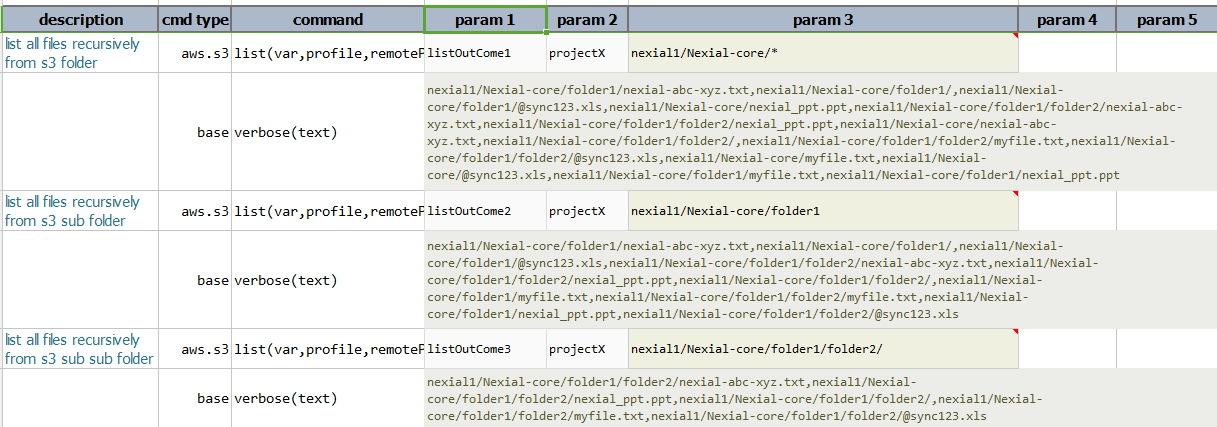 description cmd type command param 1 param 2 param 3 param 4 param 5
list all files recursively
from s3 folder
aws.s3 list(var,profile,remoteP listOutCome1 projectX nexial1/Nexial-core/*
nexial1/Nexial-core/folder1/nexial-abc-xyz.txt,nexial1/Nexial-core/folder1/,nexial1/Nexial-
core/folder1/@sync123.xls,nexial1/Nexial-core/nexial_ppt.ppt,nexial1/Nexial-core/folder1/folder2/nexial-abc-
xyz.txt,nexial1/Nexial-core/folder1/folder2/nexial_ppt.ppt,nexial1/Nexial-core/nexial-abc-
xyz.txt,nexial1/Nexial-core/folder1/folder2/,nexial1/Nexial-core/folder1/folder2/myfile.txt,nexial1/Nexial-
core/folder1/folder2/@sync123.xls,nexial1/Nexial-core/myfile.txt,nexial1/Nexial-
core/@sync123.xls,nexial1/Nexial-core/folder1/myfile.txt,nexial1/Nexial-core/folder1/nexial_ppt.ppt
base verbose(text)
list all files recursively
from s3 sub folder
aws.s3 list(var,profile,remoteP listOutCome2 projectX nexial1/Nexial-core/folder1
nexial1/Nexial-core/folder1/nexial-abc-xyz.txt,nexial1/Nexial-core/folder1/,nexial1/Nexial-
core/folder1/@sync123.xls,nexial1/Nexial-core/folder1/folder2/nexial-abc-xyz.txt,nexial1/Nexial-
core/folder1/folder2/nexial_ppt.ppt,nexial1/Nexial-core/folder1/folder2/,nexial1/Nexial-
core/folder1/myfile.txt,nexial1/Nexial-core/folder1/folder2/myfile.txt,nexial1/Nexial-
core/folder1/nexial_ppt.ppt,nexial1/Nexial-core/folder1/folder2/@sync123.xls
base verbose(text)
list all files recursively
from s3 sub sub folder
aws.s3 list(var,profile,remoteP listOutCome3 projectX nexial1/Nexial-core/folder1/folder2/
nexial1/Nexial-core/folder1/folder2/nexial-abc-xyz.txt,nexial1/Nexial-
core/folder1/folder2/nexial_ppt.ppt,nexial1/Nexial-core/folder1/folder2/,nexial1/Nexial-
core/folder1/folder2/myfile.txt,nexial1/Nexial-core/folder1/folder2/@sync123.xls
base verbose(text)